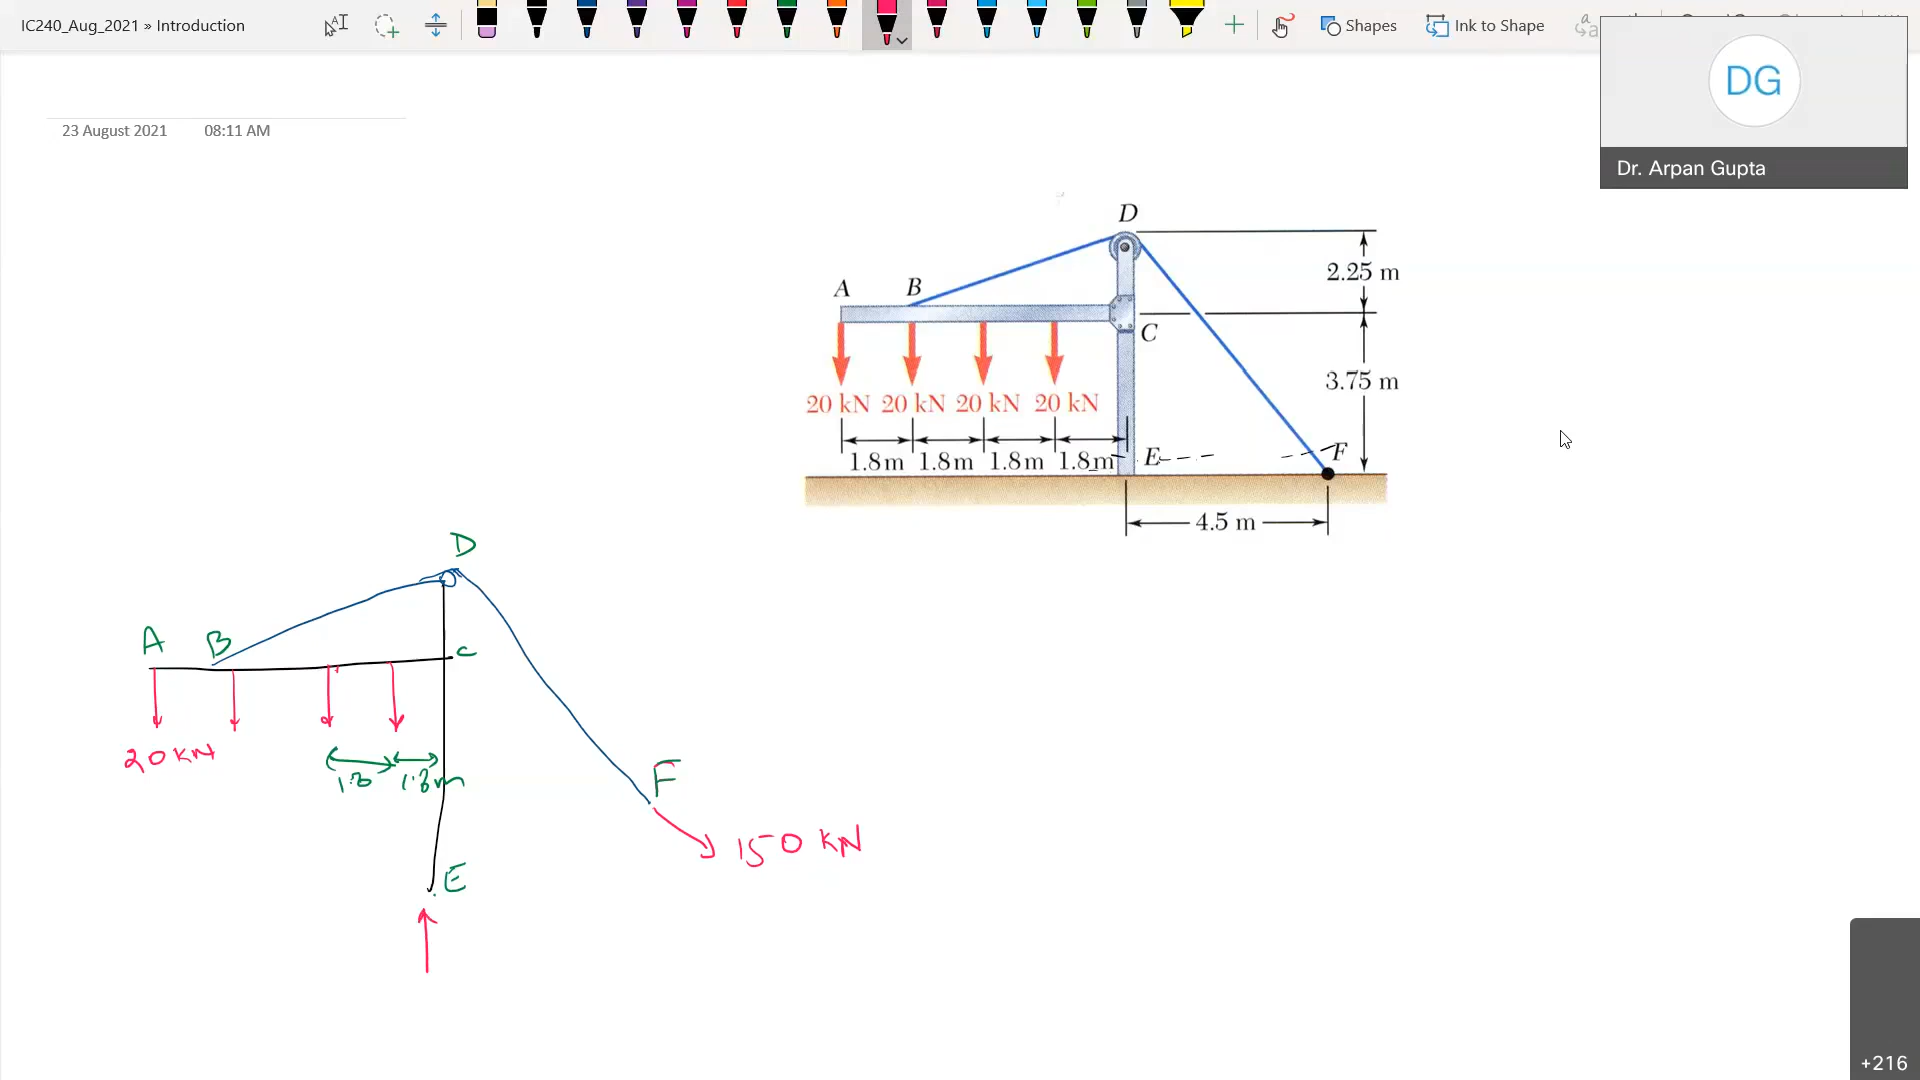 IC240_Aug_2021 » Introduction
Shapes
Ink to Shape
DG
Dr. Arpan Gupta
23 August 2021 08:11 AM
D
2.25 m
A B
C
3.75 m
20 kN 20 kN 20 kN 20 kN
1.8m 1.8m 1.8m 1.8m E F
4.5 m
D
A B C
20 KN
1.8 1.8m
F
150 KN
E
+216